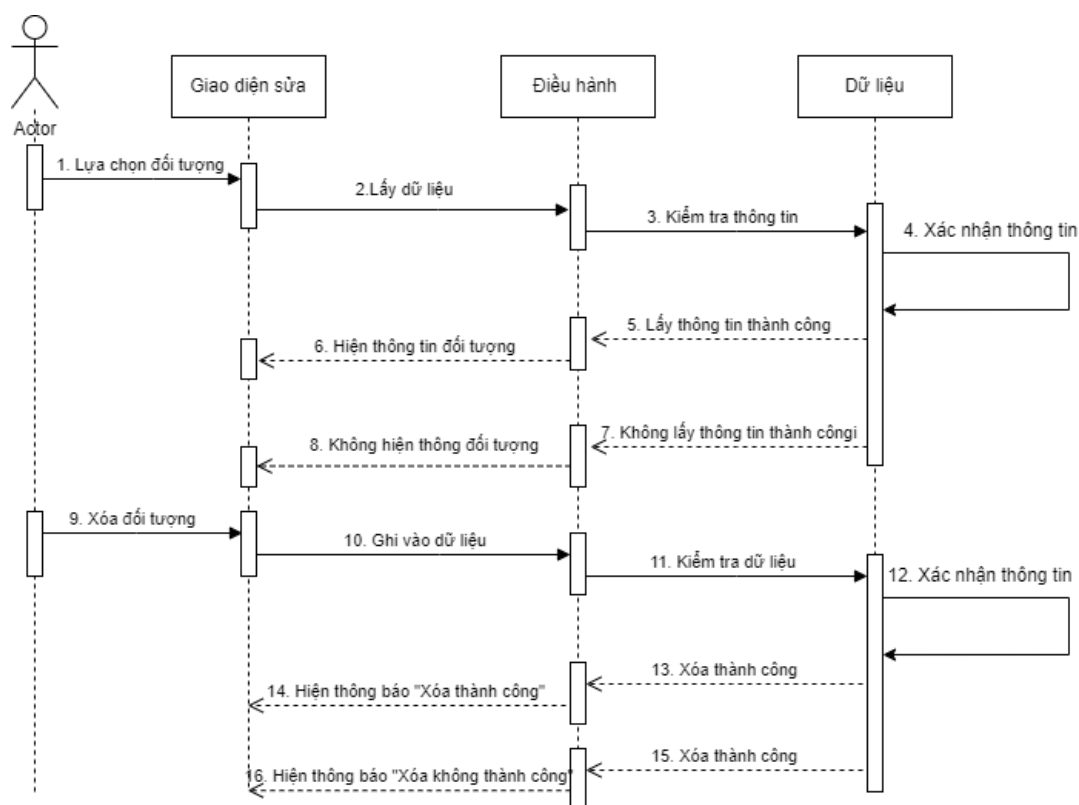 Giao diện sửa
Điều hành
Dữ liệu
Actor
1. Lựa chọn đối tượng
2.Lấy dữ liệu
3. Kiểm tra thông tin
4. Xác nhận thông tin
5. Lấy thông tin thành công
6. Hiện thông tin đối tượng
7. Không lấy thông tin thành côngi
8. Không hiện thông đối tượng
9. Xóa đối tượng
10. Ghi vào dữ liệu
11. Kiểm tra dữ liệu
12. Xác nhận thông tin
13. Xóa thành công
14. Hiện thông báo "Xóa thành công"
15. Xóa thành công
16. Hiện thông báo "Xóa không thành công"